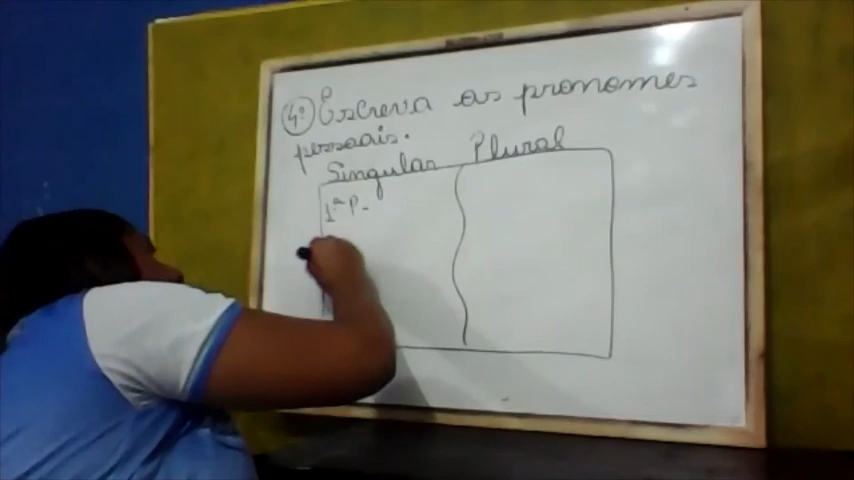 4º Escreva os pronomes
pessoais.
Singular Plural
1ª P.